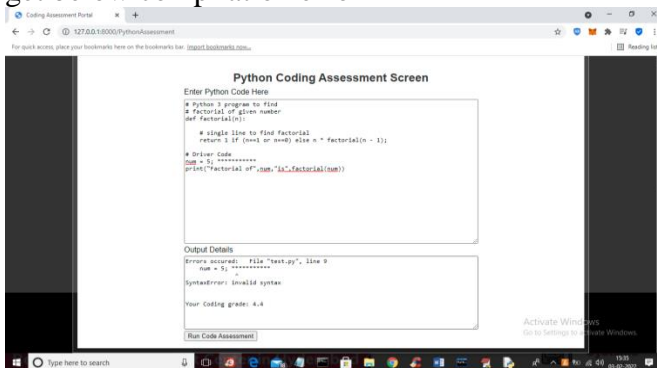 Coding Assessment Portal
127.0.0.1:8000/PythonAssessment
For quick access, place your bookmarks here on the bookmarks bar. Import bookmarks now...
Reading list
Python Coding Assessment Screen
Enter Python Code Here
# Python 3 program to find
# factorial of given number
def factorial(n):
# single line to find factorial
return 1 if (n==1 or n==0) else n * factorial(n - 1);
# Driver Code
num = 5; ***********
print("Factorial of",num,"is",factorial(num))
Output Details
Errors occured: File "test.py", line 9
num = 5; ***********
^
SyntaxError: invalid syntax
Your Coding grade: 4.4
Run Code Assessment
Activate Windows
Go to Settings to activate Windows.
Type here to search
15:35